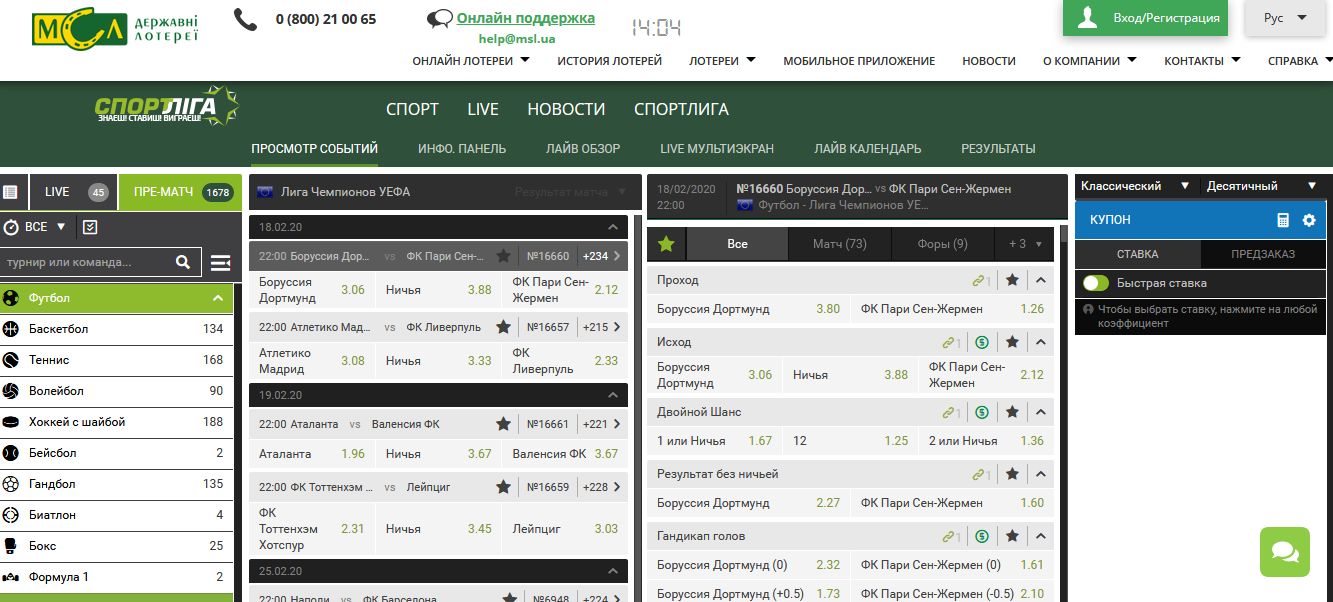 МСЛ ДЕРЖАВНІ ЛОТЕРЕЇ
0 (800) 21 00 65
Онлайн поддержка
help@msl.ua
14:04
Вход/Регистрация
Рус
ОНЛАЙН ЛОТЕРЕИ ИСТОРИЯ ЛОТЕРЕЙ ЛОТЕРЕИ МОБИЛЬНОЕ ПРИЛОЖЕНИЕ НОВОСТИ О КОМПАНИИ КОНТАКТЫ СПРАВКА
СПОРТЛІГА
ЗНАЄШ! СТАВИШ! ВИГРАЄШ!
СПОРТ LIVE НОВОСТИ СПОРТЛИГА
ПРОСМОТР СОБЫТИЙ ИНФО. ПАНЕЛЬ ЛАЙВ ОБЗОР LIVE МУЛЬТИЭКРАН ЛАЙВ КАЛЕНДАРЬ РЕЗУЛЬТАТЫ
LIVE 45 ПРЕ-МАТЧ 1678
ВСЕ
турнир или команда...
Футбол
Баскетбол 134
Теннис 168
Волейбол 90
Хоккей с шайбой 188
Бейсбол 2
Гандбол 135
Биатлон 4
Бокс 25
Формула 1 2
Лига Чемпионов УЕФА Результат матча
18.02.20
22:00 Боруссия Дор... vs ФК Пари Сен-... №16660 +234
Боруссия Дортмунд 3.06 Ничья 3.88 ФК Пари Сен-Жермен 2.12
22:00 Атлетико Мад... vs ФК Ливерпуль №16657 +215
Атлетико Мадрид 3.08 Ничья 3.33 ФК Ливерпуль 2.33
19.02.20
22:00 Аталанта vs Валенсия ФК №16661 +221
Аталанта 1.96 Ничья 3.67 Валенсия ФК 3.67
22:00 ФК Тоттенхэм ... vs Лейпциг №16659 +228
ФК Тоттенхэм Хотспур 2.31 Ничья 3.45 Лейпциг 3.03
25.02.20
22:00 Наполи vs ФК Барселона №6948 +224
18/02/2020 №16660 Боруссия Дор... vs ФК Пари Сен-Жермен
22:00 Футбол - Лига Чемпионов УЕ...
Все Матч (73) Форы (9) + 3
Проход 1
Боруссия Дортмунд 3.80 ФК Пари Сен-Жермен 1.26
Исход 1
Боруссия Дортмунд 3.06 Ничья 3.88 ФК Пари Сен-Жермен 2.12
Двойной Шанс 1
1 или Ничья 1.67 12 1.25 2 или Ничья 1.36
Результат без ничьей 1
Боруссия Дортмунд 2.27 ФК Пари Сен-Жермен 1.60
Гандикап голов 1
Боруссия Дортмунд (0) 2.32 ФК Пари Сен-Жермен (0) 1.61
Боруссия Дортмунд (+0.5) 1.73 ФК Пари Сен-Жермен (-0.5) 2.10
Классический Десятичный
КУПОН
СТАВКА ПРЕДЗАКАЗ
Быстрая ставка
Чтобы выбрать ставку, нажмите на любой
коэффициент